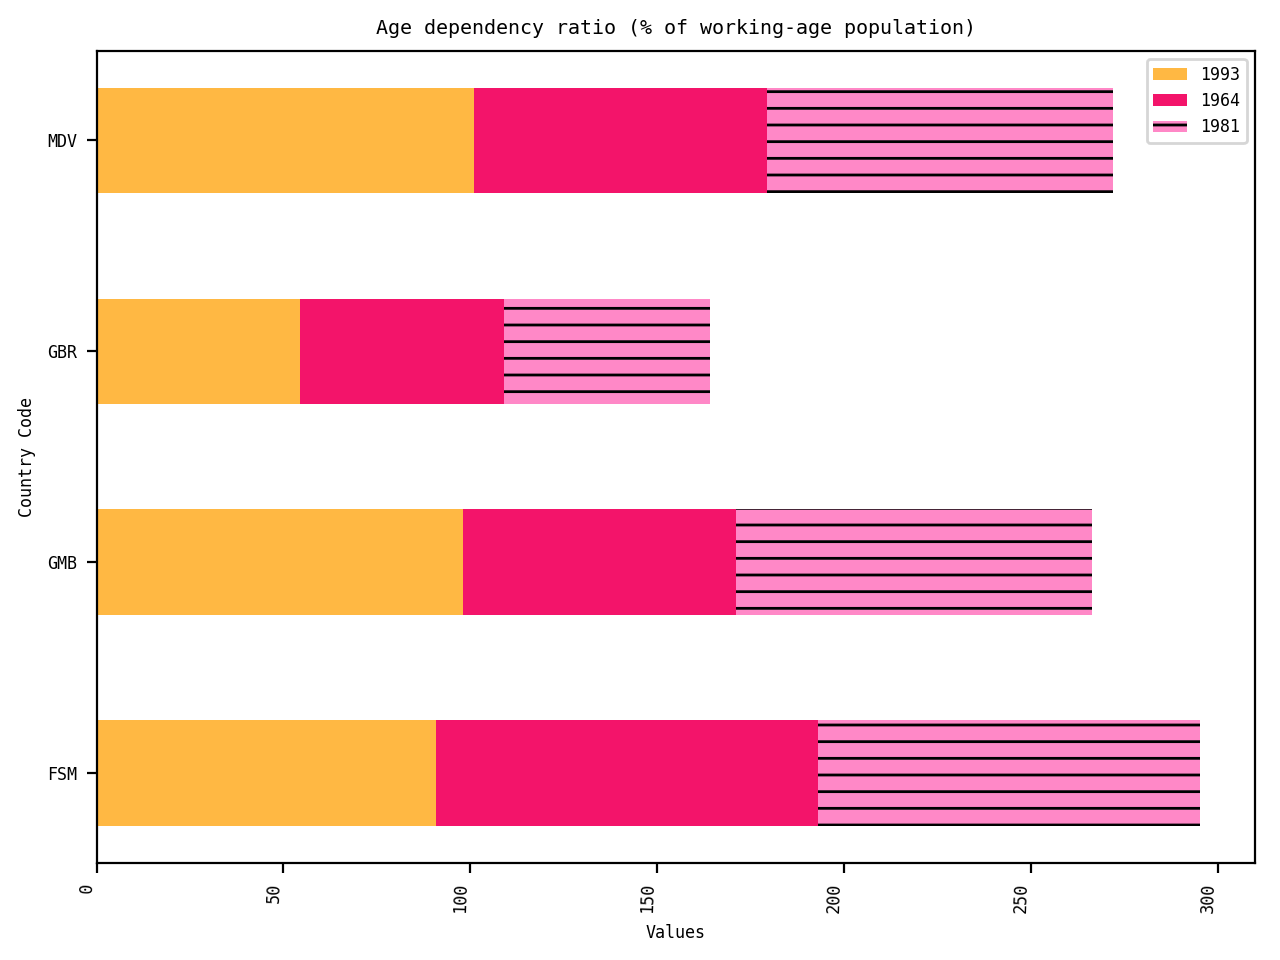 Age dependency ratio (% of working-age population)
1993
1964
1981
MDV
GBR
GMB
FSM
Country Code
0
50
100
150
200
250
300
Values